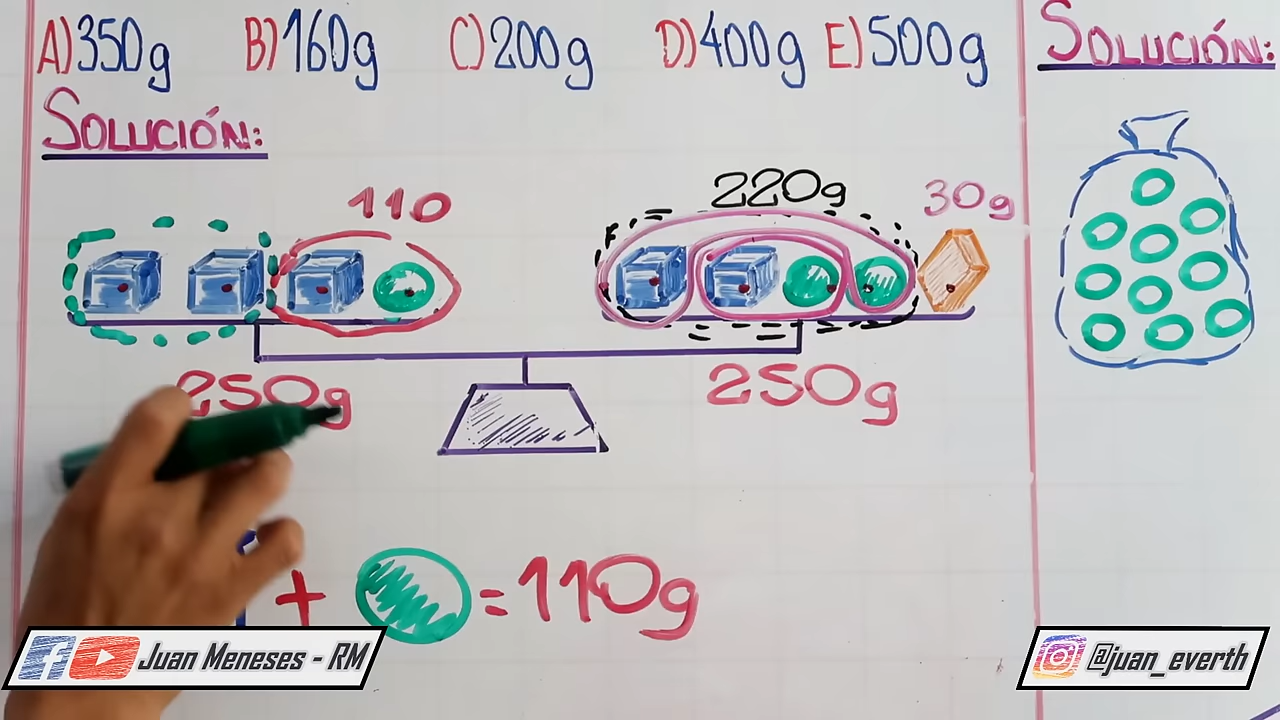 A) 350g B) 160g C) 200g D) 400g E) 500g
SOLUCIÓN:
SOLUCIÓN:
110
220g
30g
250g
250g
+ = 110g
Juan Meneses - RM
@juan_everth